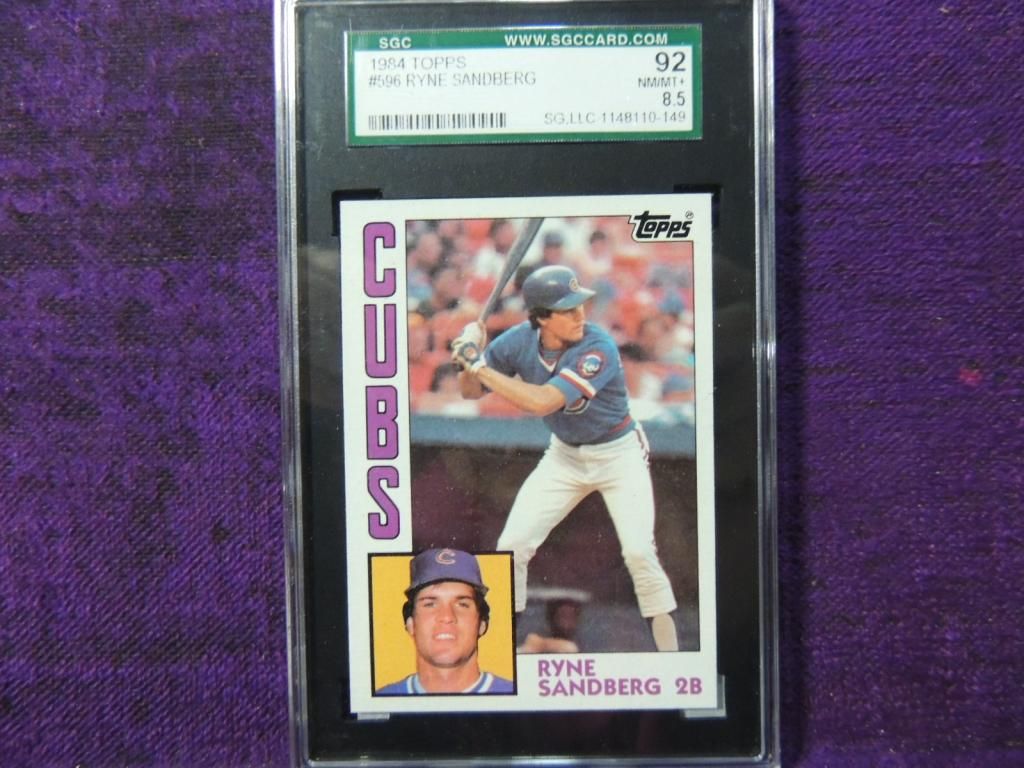 SGC WWW.SGCCARD.COM
1984 TOPPS 92
#596 RYNE SANDBERG NM/MT+
8.5
SG,LLC 1148110-149
Topps
CUBS
C
RYNE
SANDBERG 2B